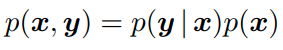 p(x, y) = p(y | x)p(x)